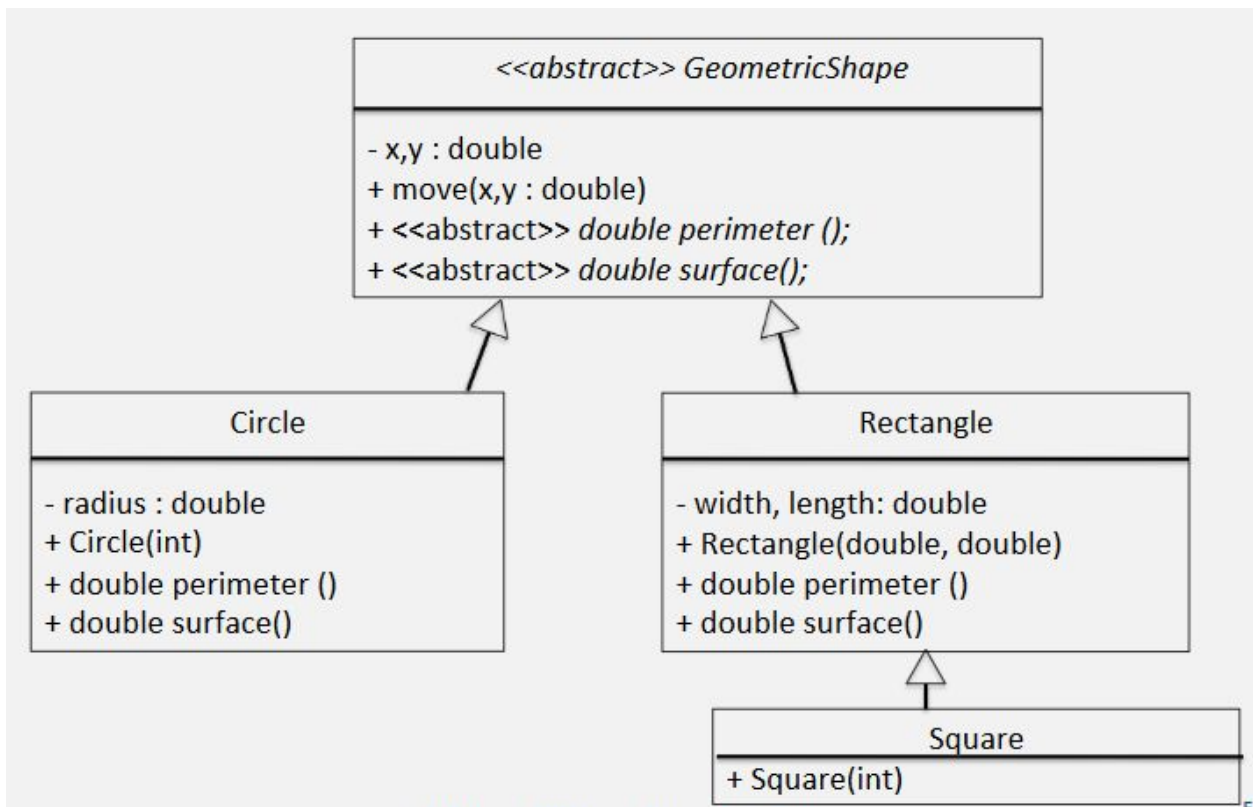 <<abstract>> GeometricShape
- x,y : double
+ move(x,y : double)
+ <<abstract>> double perimeter ();
+ <<abstract>> double surface();
Circle
- radius : double
+ Circle(int)
+ double perimeter ()
+ double surface()
Rectangle
- width, length: double
+ Rectangle(double, double)
+ double perimeter ()
+ double surface()
Square
+ Square(int)